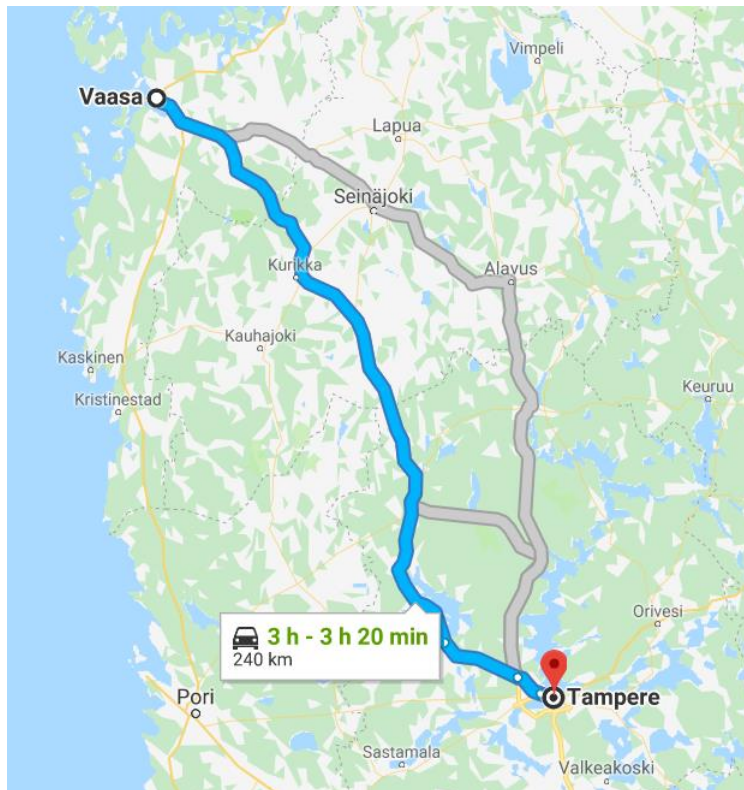 Vimpeli
Vaasa
Lapua
Seinäjoki
Kurikka
Alavus
Kauhajoki
Kaskinen
Keuruu
Kristinestad
3 h - 3 h 20 min
240 km
Orivesi
Pori
Tampere
Sastamala
Valkeakoski